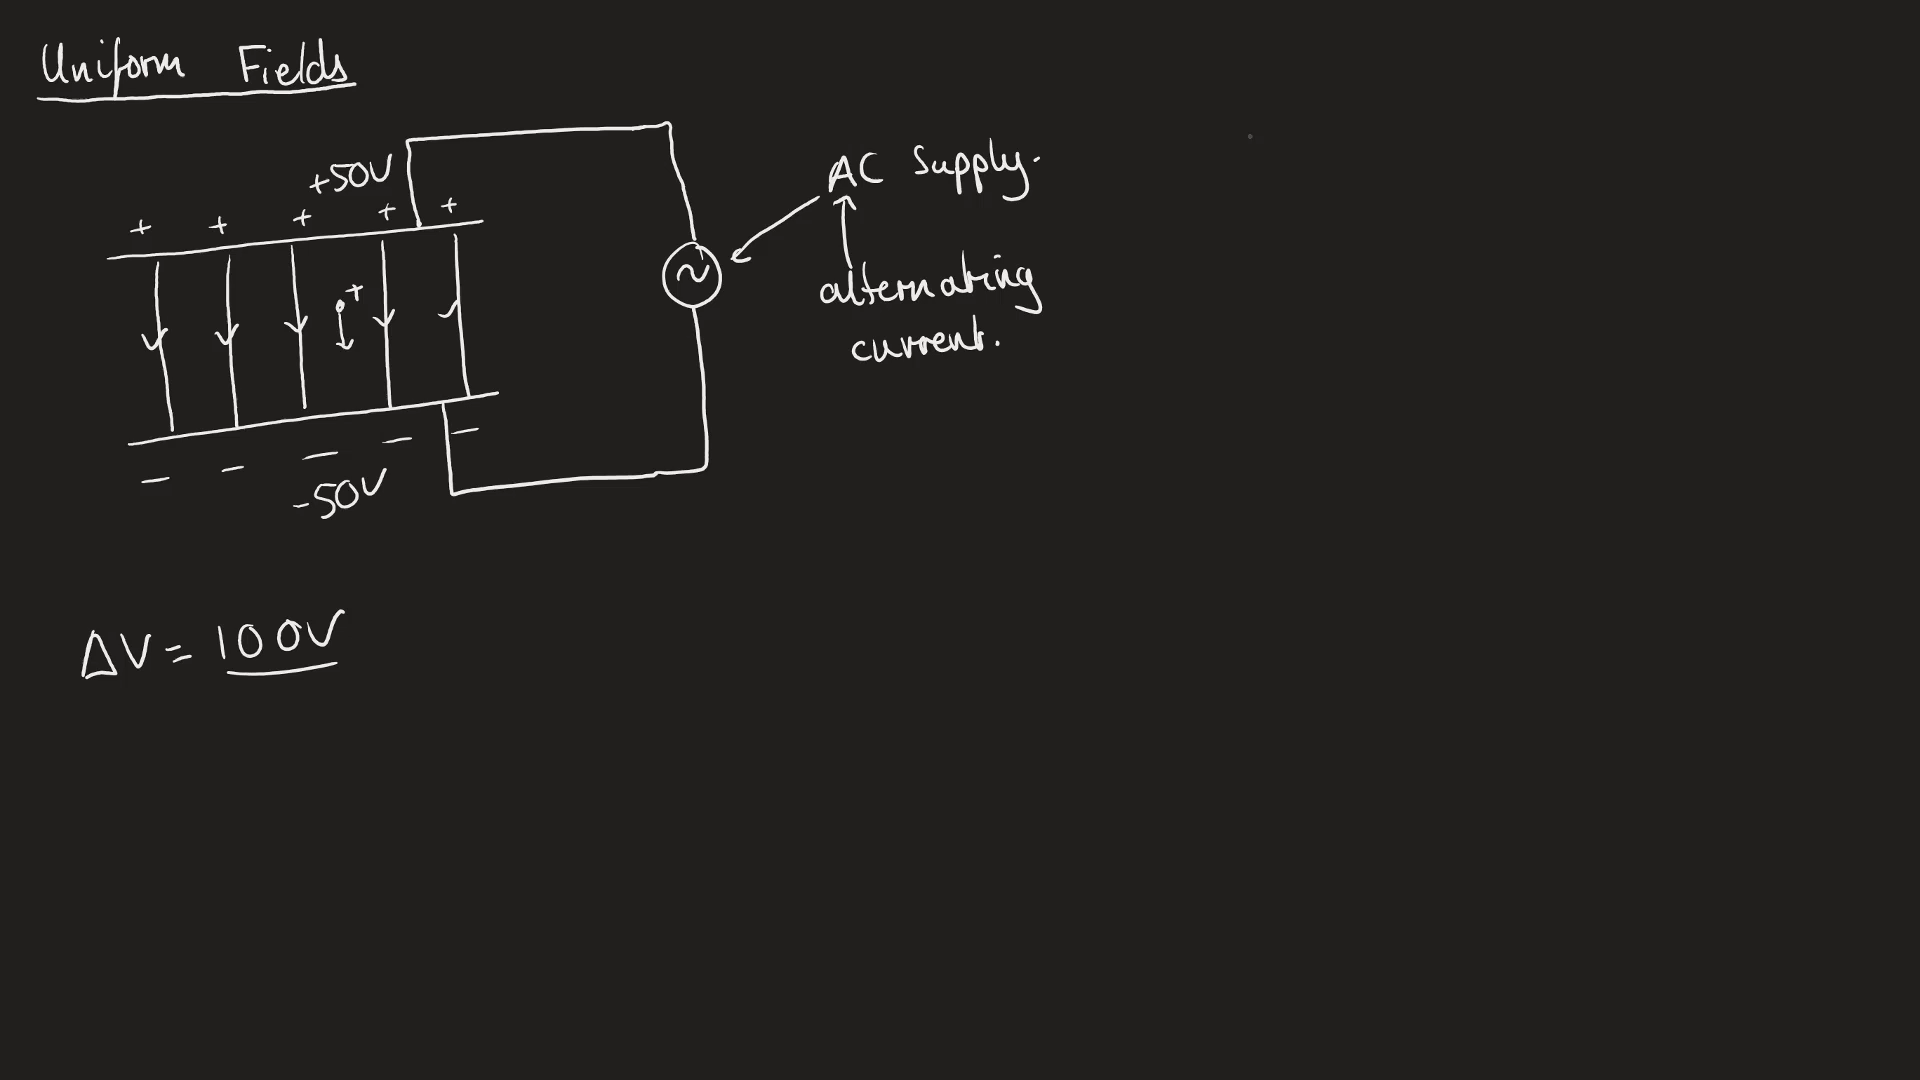 Uniform Fields
+50V
+ + + + +
+
- - - - -
-50V
AC Supply.
alternating
current.
~
ΔV = 100V